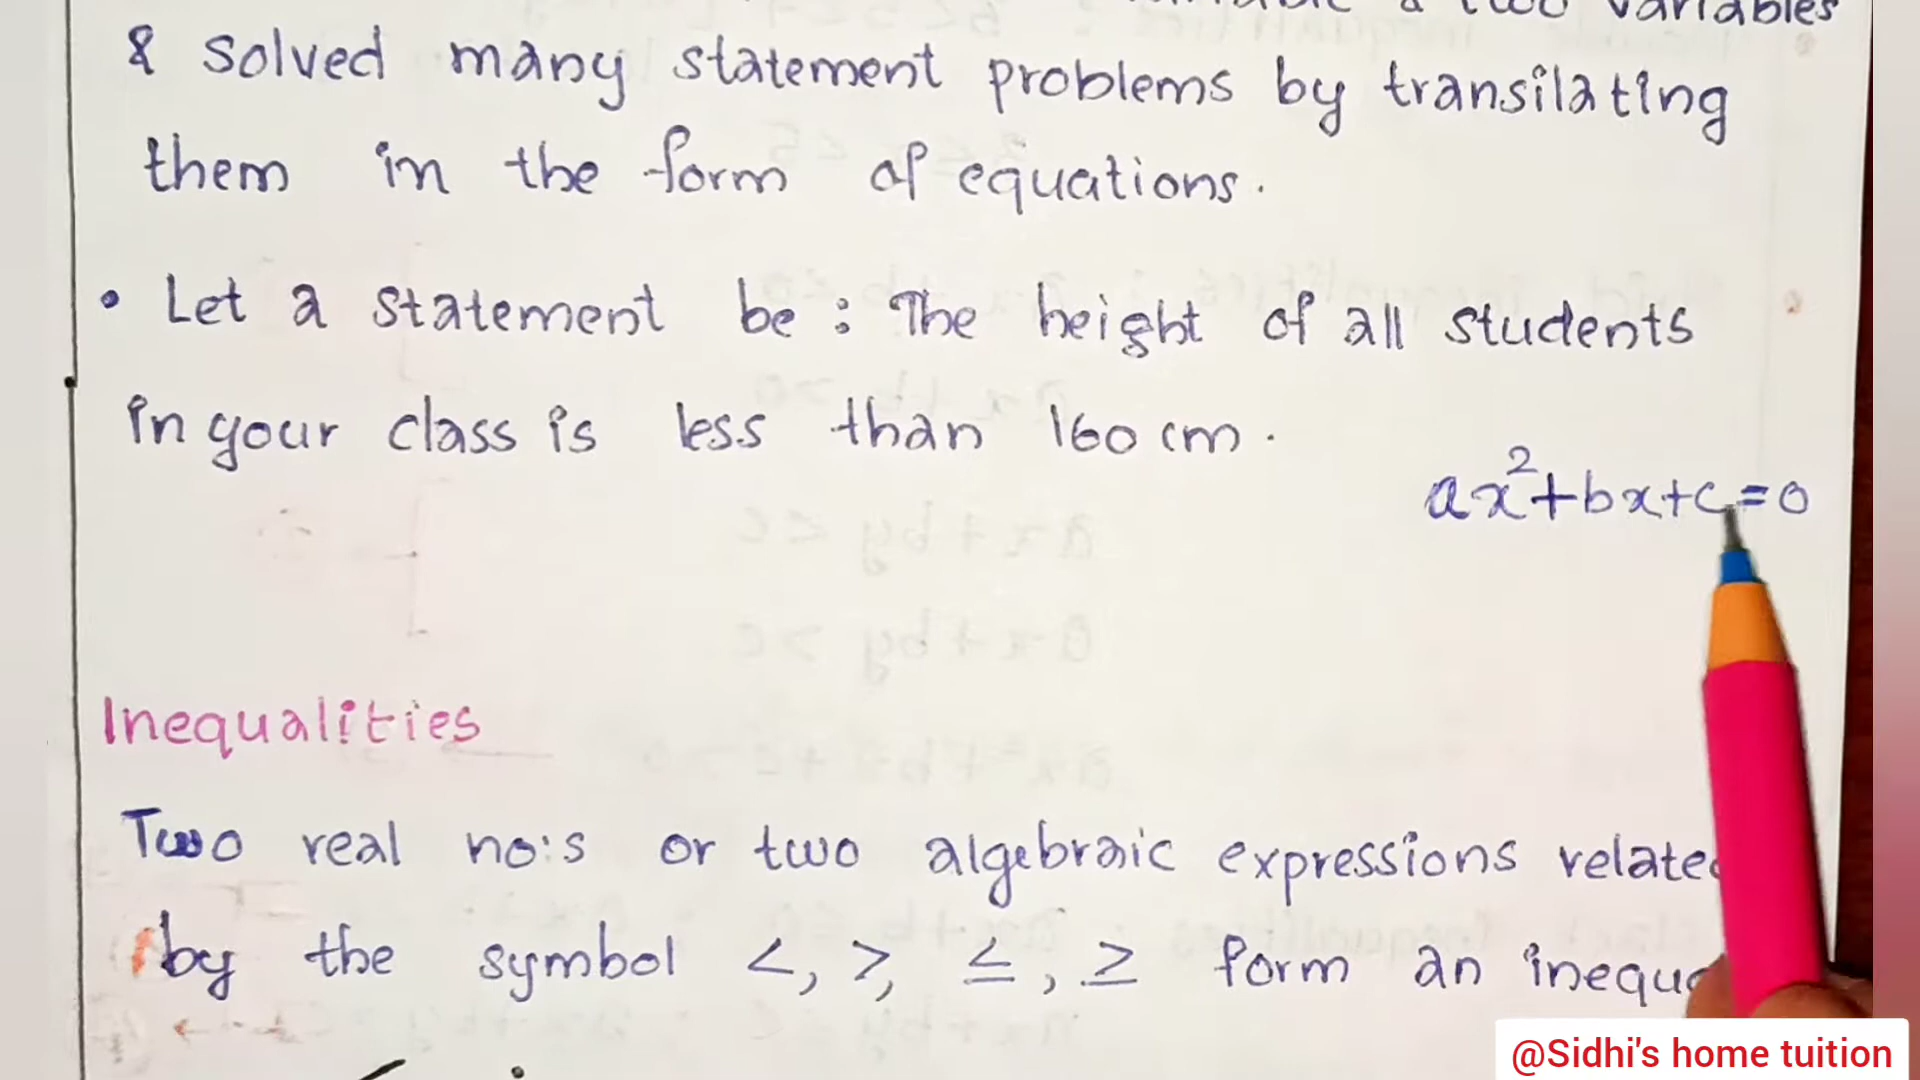 & two variables
& solved many statement problems by transilating
them in the form of equations.
• Let a statement be : The height of all students
in your class is less than 160 cm.
ax²+bx+c=0
Inequalities
Two real no:s or two algebraic expressions relate
by the symbol <, >, ≤, ≥ form an inequ
@Sidhi's home tuition